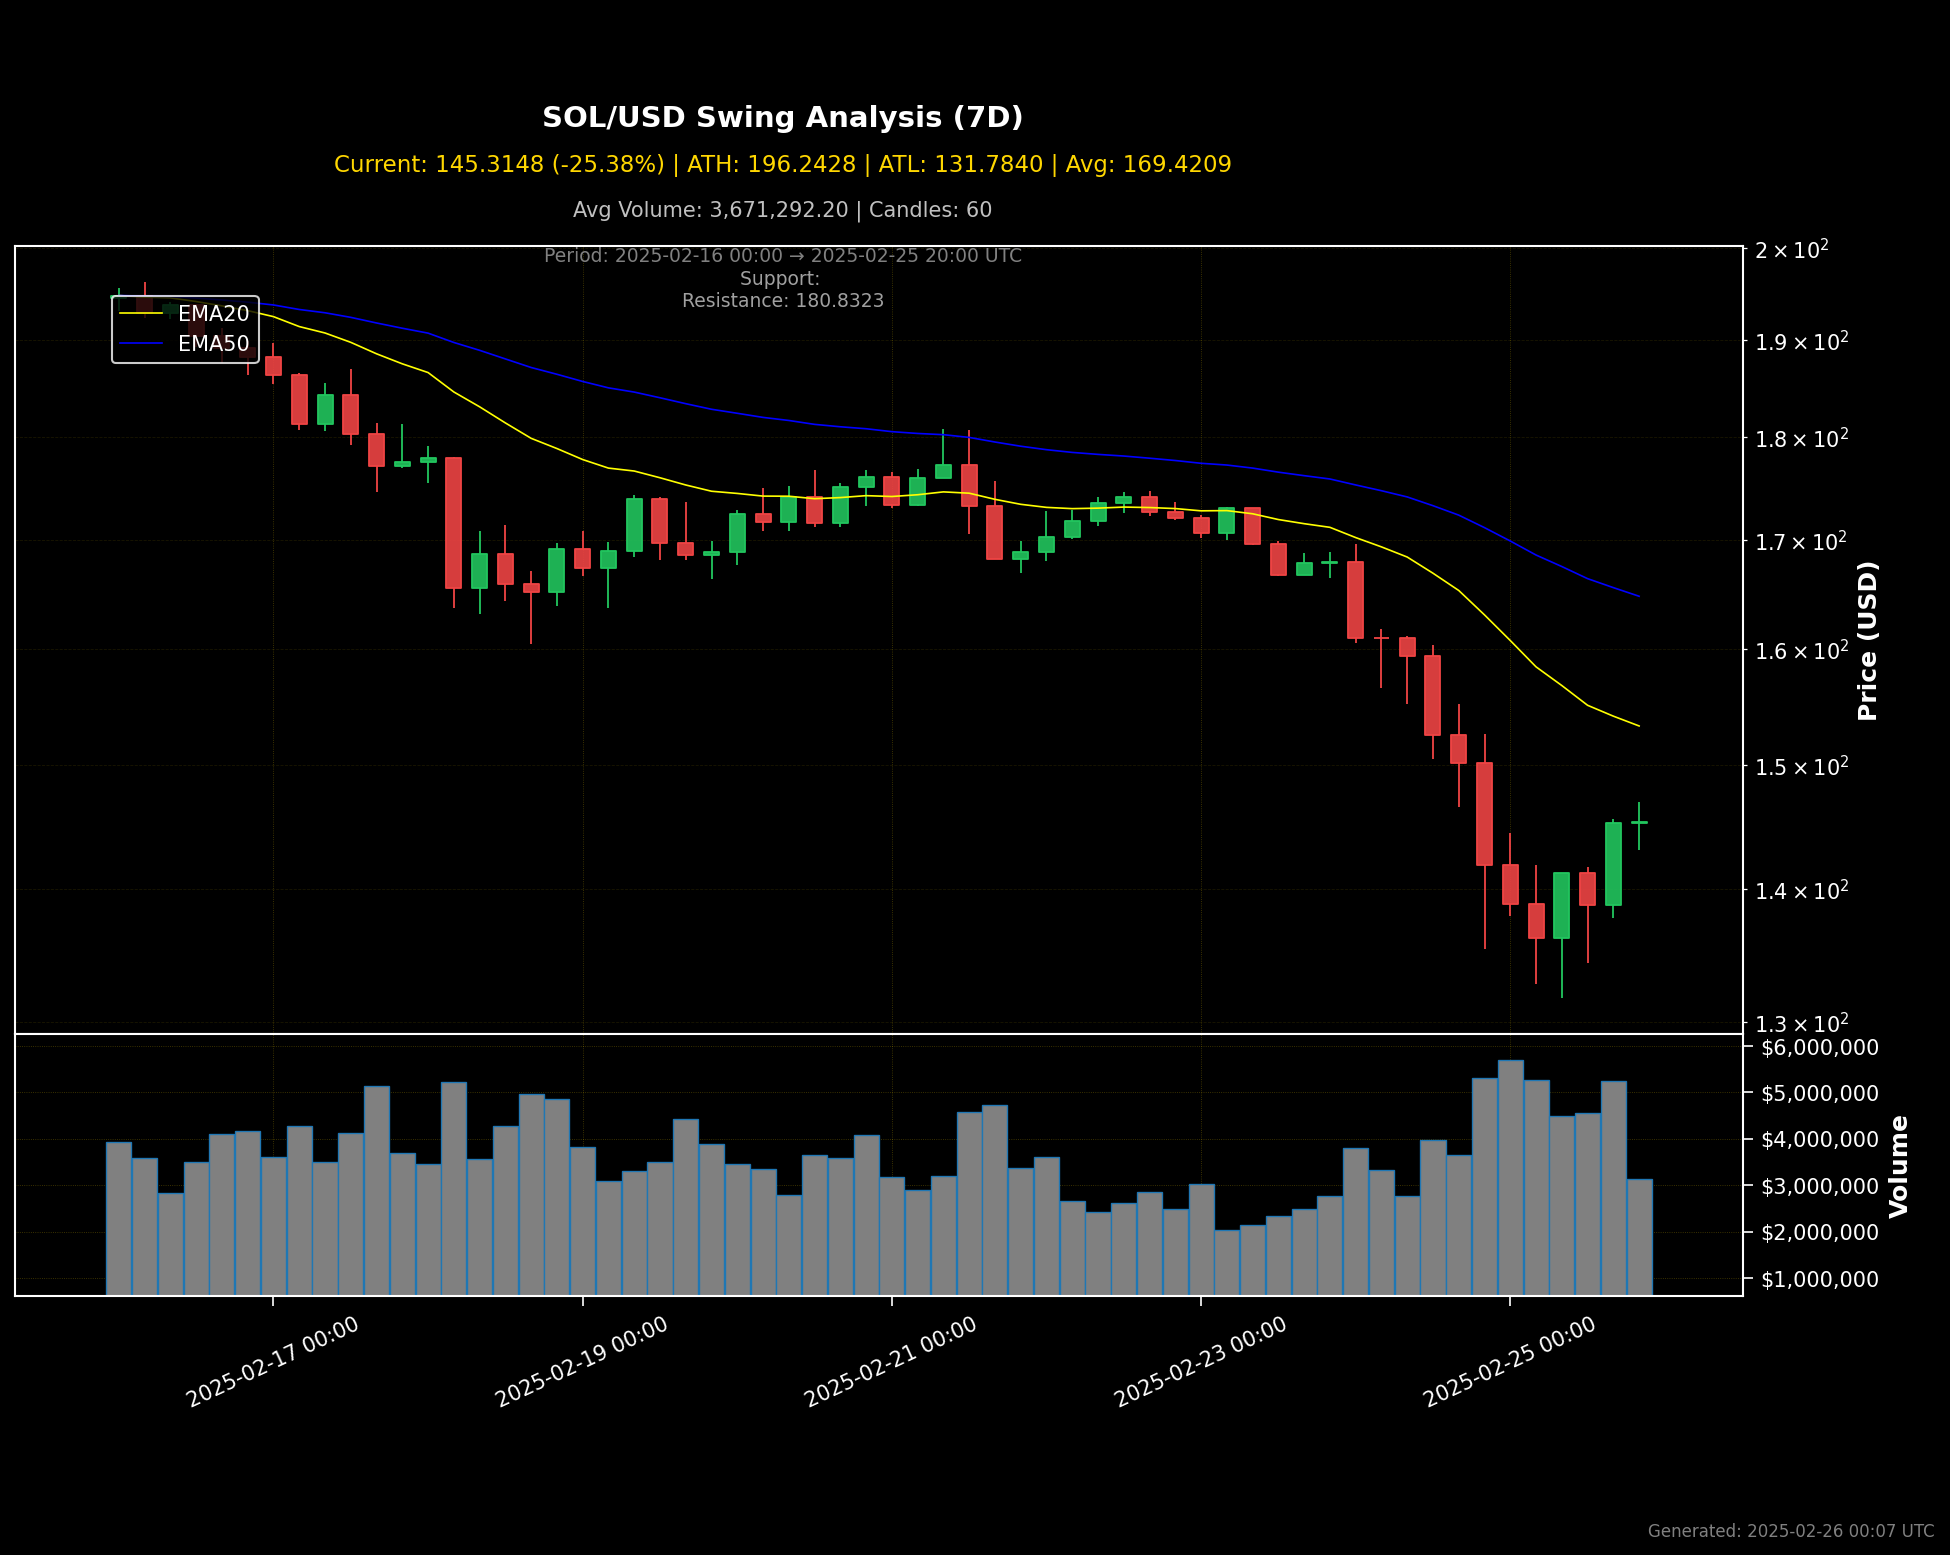 SOL/USD Swing Analysis (7D)
Current: 145.3148 (-25.38%) | ATH: 196.2428 | ATL: 131.7840 | Avg: 169.4209
Avg Volume: 3,671,292.20 | Candles: 60
Period: 2025-02-16 00:00 → 2025-02-25 20:00 UTC
Support:
Resistance: 180.8323
EMA20
EMA50
2 × 10²
1.9 × 10²
1.8 × 10²
1.7 × 10²
1.6 × 10²
1.5 × 10²
1.4 × 10²
1.3 × 10²
Price (USD)
$6,000,000
$5,000,000
$4,000,000
$3,000,000
$2,000,000
$1,000,000
Volume
2025-02-17 00:00
2025-02-19 00:00
2025-02-21 00:00
2025-02-23 00:00
2025-02-25 00:00
Generated: 2025-02-26 00:07 UTC